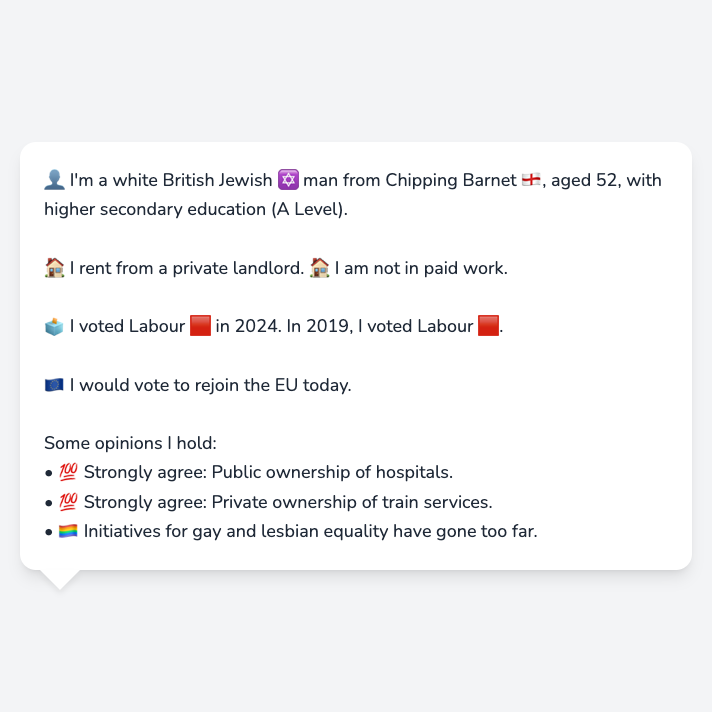 👤 I'm a white British Jewish ✡️ man from Chipping Barnet 🏴󠁧󠁢󠁥󠁮󠁧󠁿, aged 52, with
higher secondary education (A Level).
🏠 I rent from a private landlord. 🏠 I am not in paid work.
🗳️ I voted Labour 🟥 in 2024. In 2019, I voted Labour 🟥.
🇪🇺 I would vote to rejoin the EU today.
Some opinions I hold:
• 💯 Strongly agree: Public ownership of hospitals.
• 💯 Strongly agree: Private ownership of train services.
• 🏳️‍🌈 Initiatives for gay and lesbian equality have gone too far.